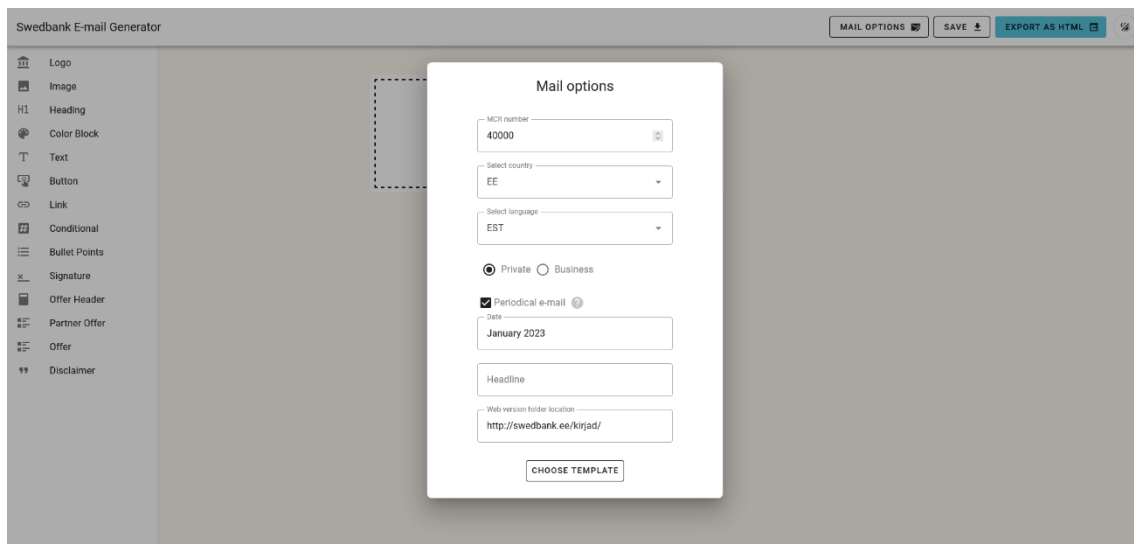 Swedbank E-mail Generator
MAIL OPTIONS
SAVE
EXPORT AS HTML
Logo
Image
H1 Heading
Color Block
T Text
Button
Link
Conditional
Bullet Points
Signature
Offer Header
Partner Offer
Offer
Disclaimer
Mail options
MCR number
40000
Select country
EE
Select language
EST
Private Business
Periodical e-mail ?
Date
January 2023
Headline
Web version folder location
http://swedbank.ee/kirjad/
CHOOSE TEMPLATE